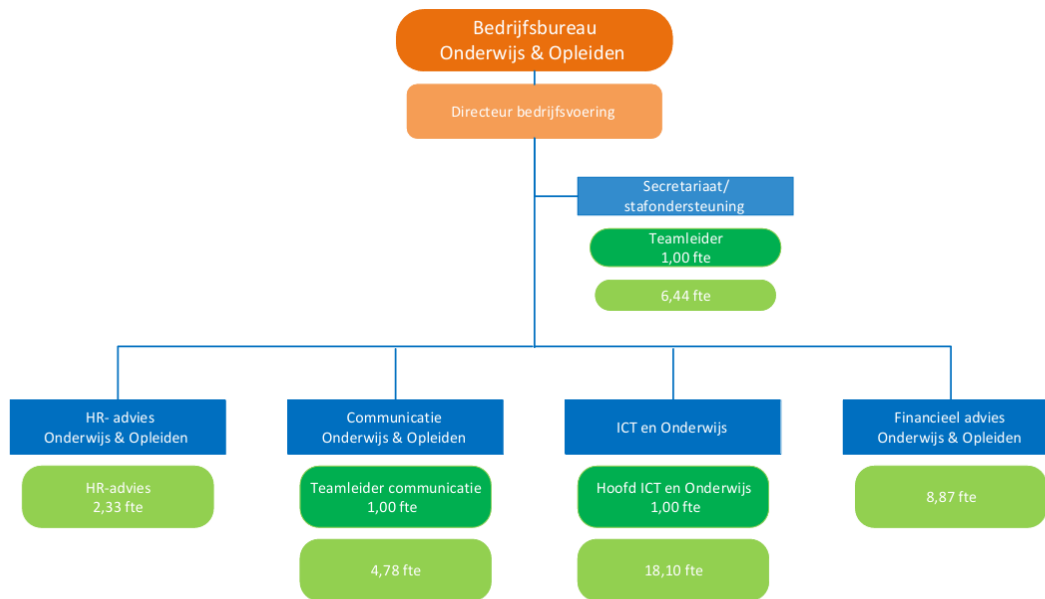 Bedrijfsbureau
Onderwijs & Opleiden
Directeur bedrijfsvoering
Secretariaat/
stafondersteuning
Teamleider
1,00 fte
6,44 fte
HR- advies
Onderwijs & Opleiden
HR-advies
2,33 fte
Communicatie
Onderwijs & Opleiden
Teamleider communicatie
1,00 fte
4,78 fte
ICT en Onderwijs
Hoofd ICT en Onderwijs
1,00 fte
18,10 fte
Financieel advies
Onderwijs & Opleiden
8,87 fte